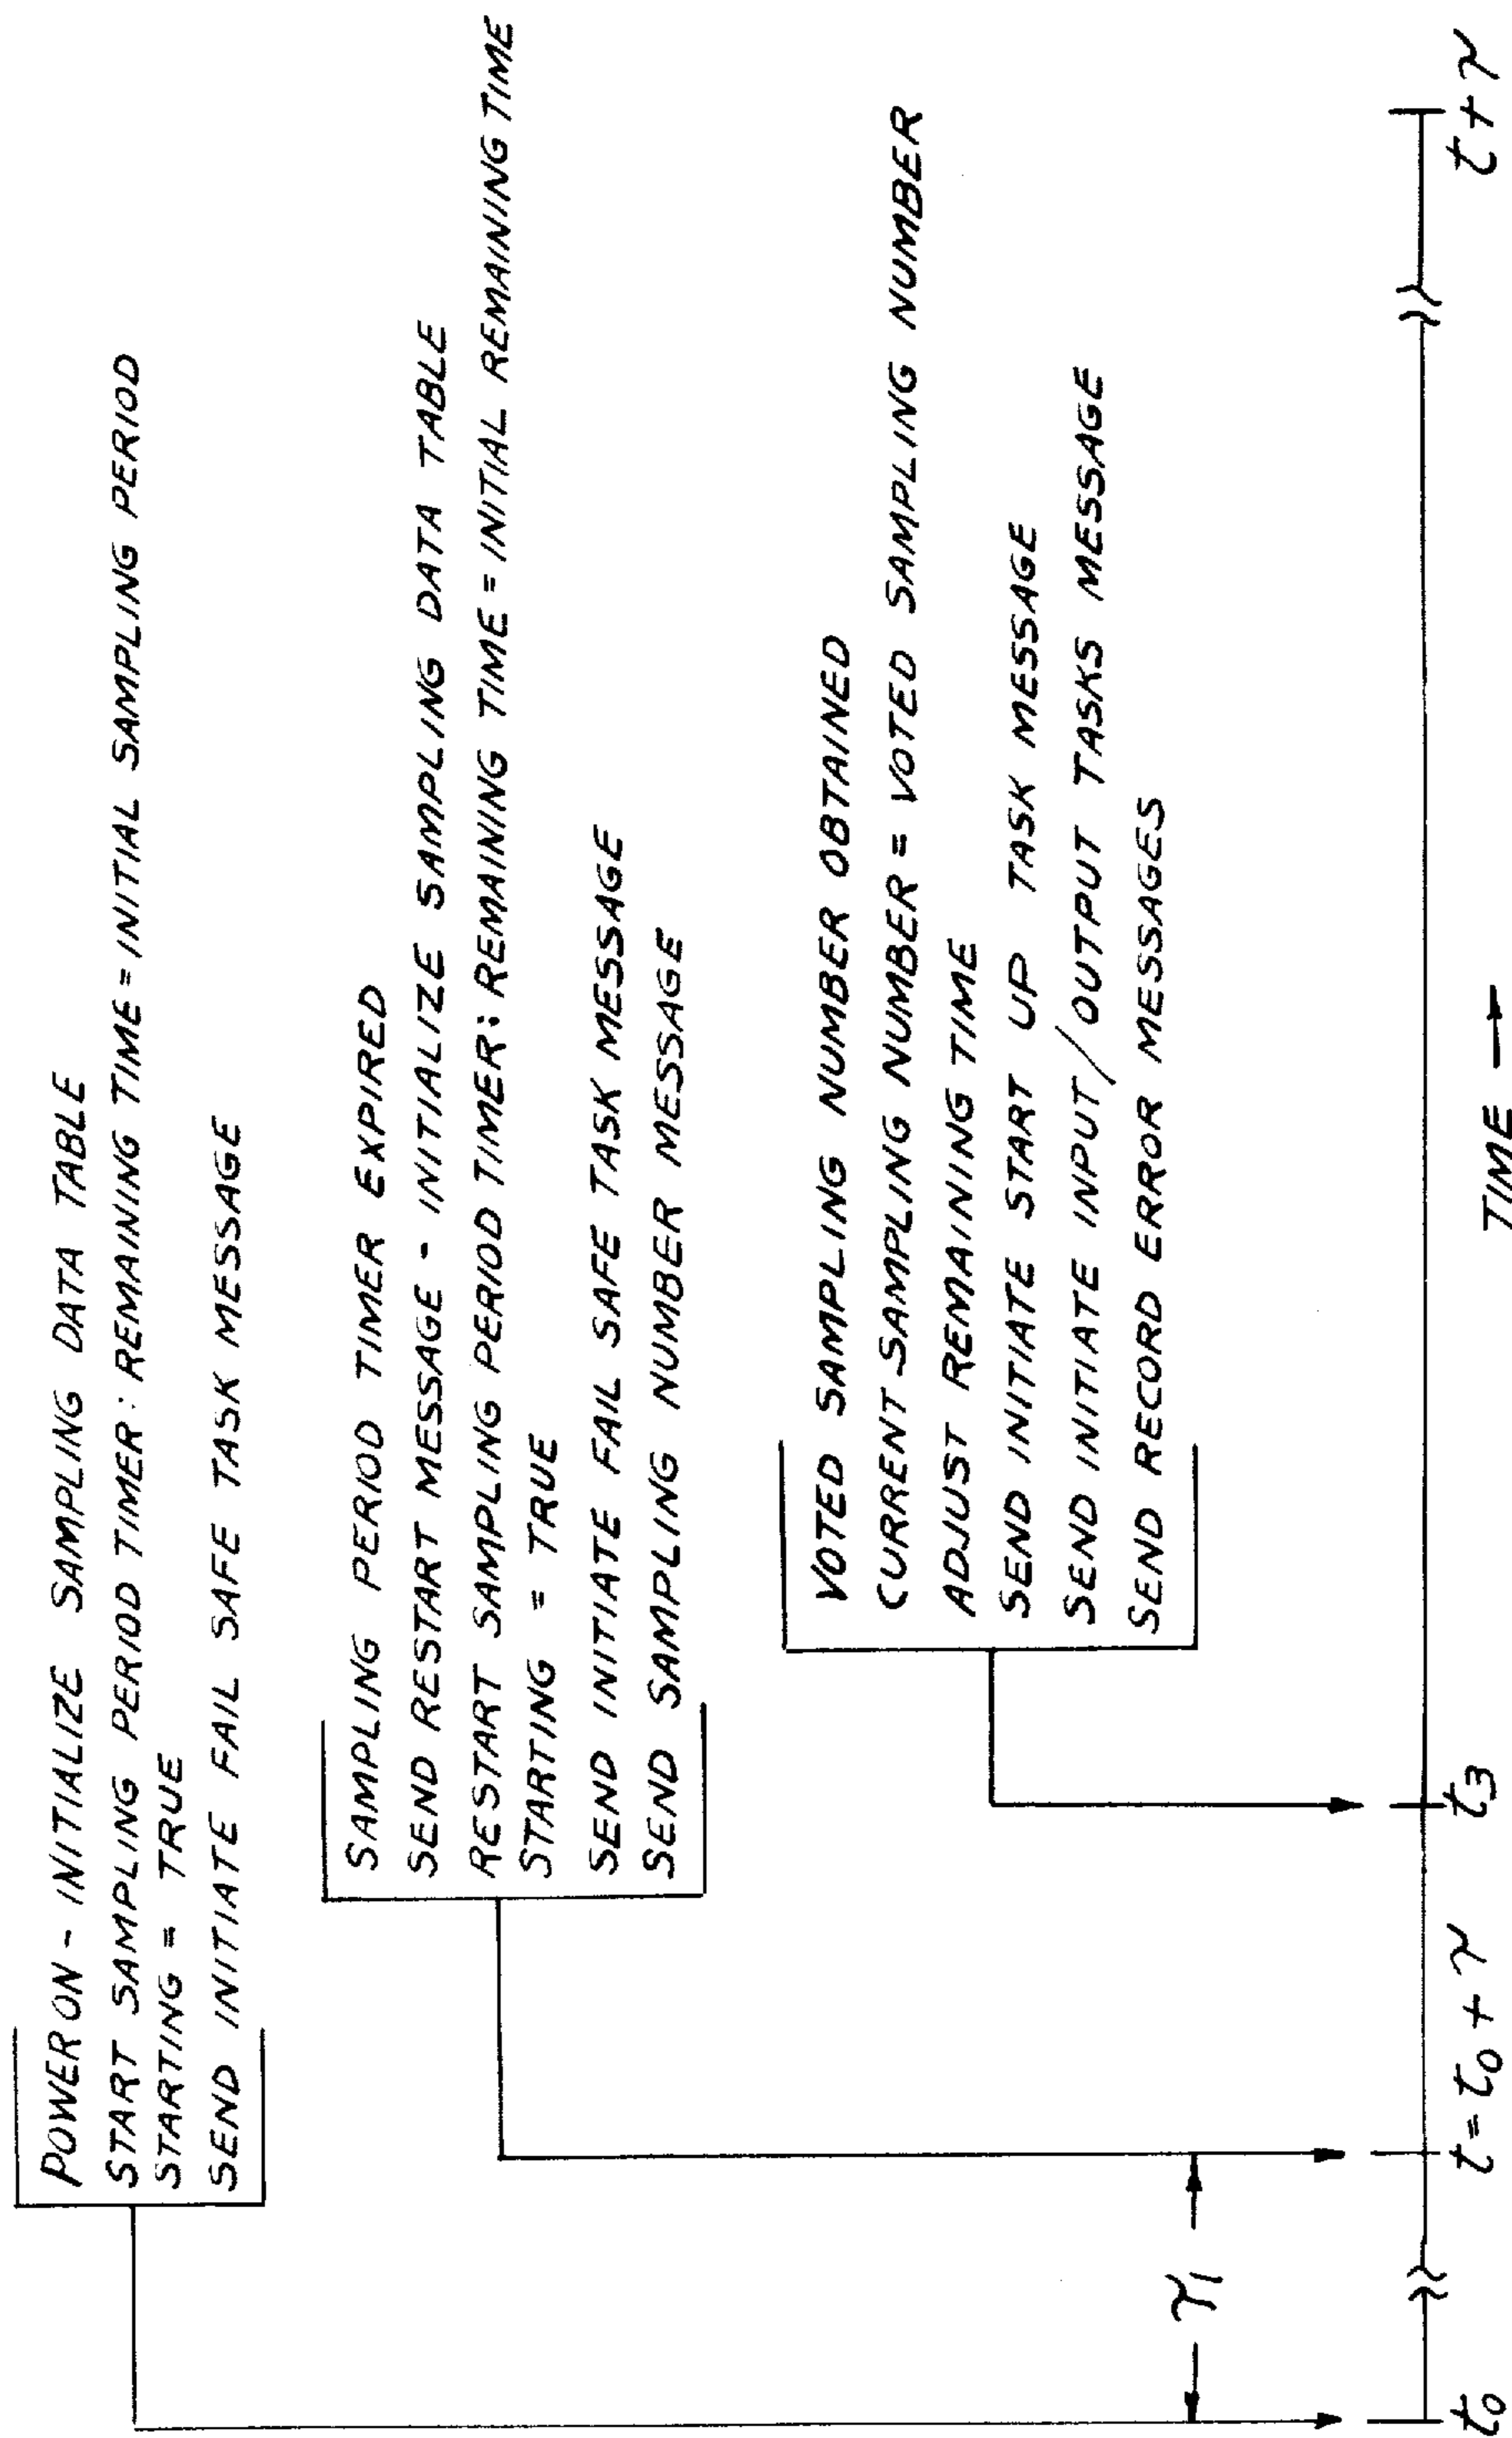 POWER ON - INITIALIZE SAMPLING DATA TABLE
START SAMPLING PERIOD TIMER: REMAINING TIME = INITIAL SAMPLING PERIOD
STARTING = TRUE
SEND INITIATE FAIL SAFE TASK MESSAGE
SAMPLING PERIOD TIMER EXPIRED
SEND RESTART MESSAGE - INITIALIZE SAMPLING DATA TABLE
RESTART SAMPLING PERIOD TIMER: REMAINING TIME = INITIAL REMAINING TIME
STARTING = TRUE
SEND INITIATE FAIL SAFE TASK MESSAGE
SEND SAMPLING NUMBER MESSAGE
VOTED SAMPLING NUMBER OBTAINED
CURRENT SAMPLING NUMBER = VOTED SAMPLING NUMBER
ADJUST REMAINING TIME
SEND INITIATE START UP TASK MESSAGE
SEND INITIATE INPUT/OUTPUT TASKS MESSAGE
SEND RECORD ERROR MESSAGES
τ1
t0
t = t0 + τ
t3
t + τ
TIME →